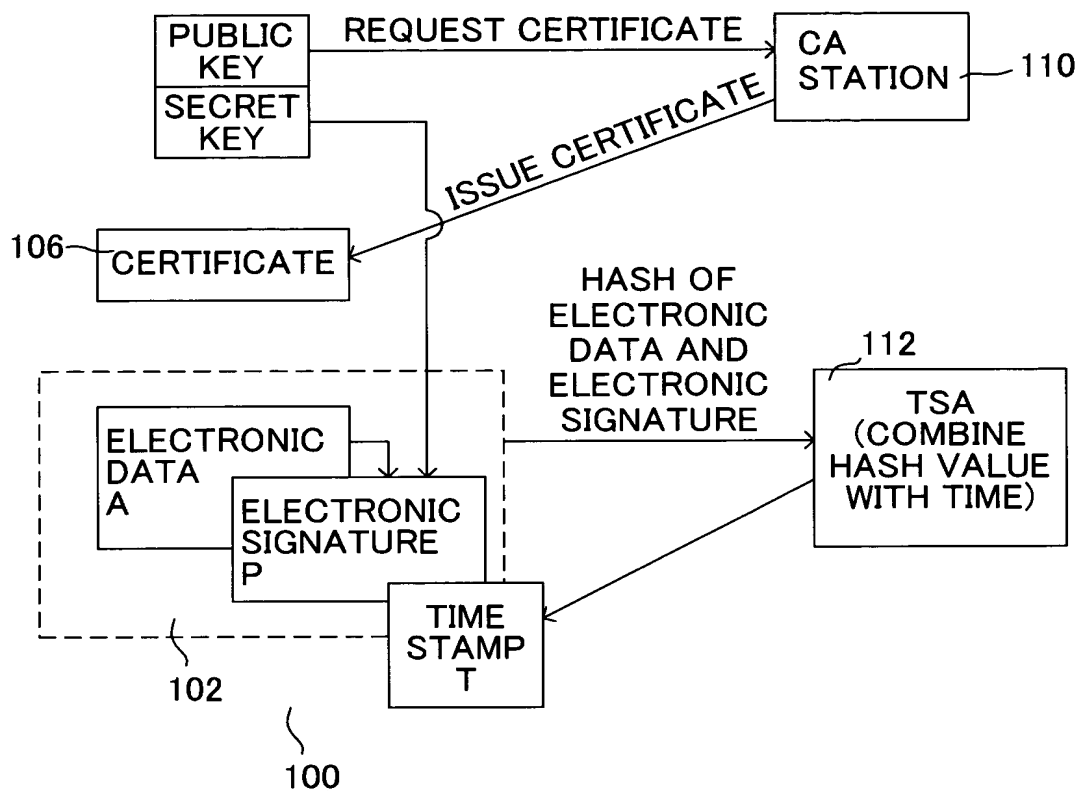 PUBLIC
KEY
SECRET
KEY
REQUEST CERTIFICATE
CA
STATION
110
ISSUE CERTIFICATE
106
CERTIFICATE
HASH OF
ELECTRONIC
DATA AND
ELECTRONIC
SIGNATURE
112
TSA
(COMBINE
HASH VALUE
WITH TIME)
ELECTRONIC
DATA
A
ELECTRONIC
SIGNATURE
P
TIME
STAMP
T
102
100